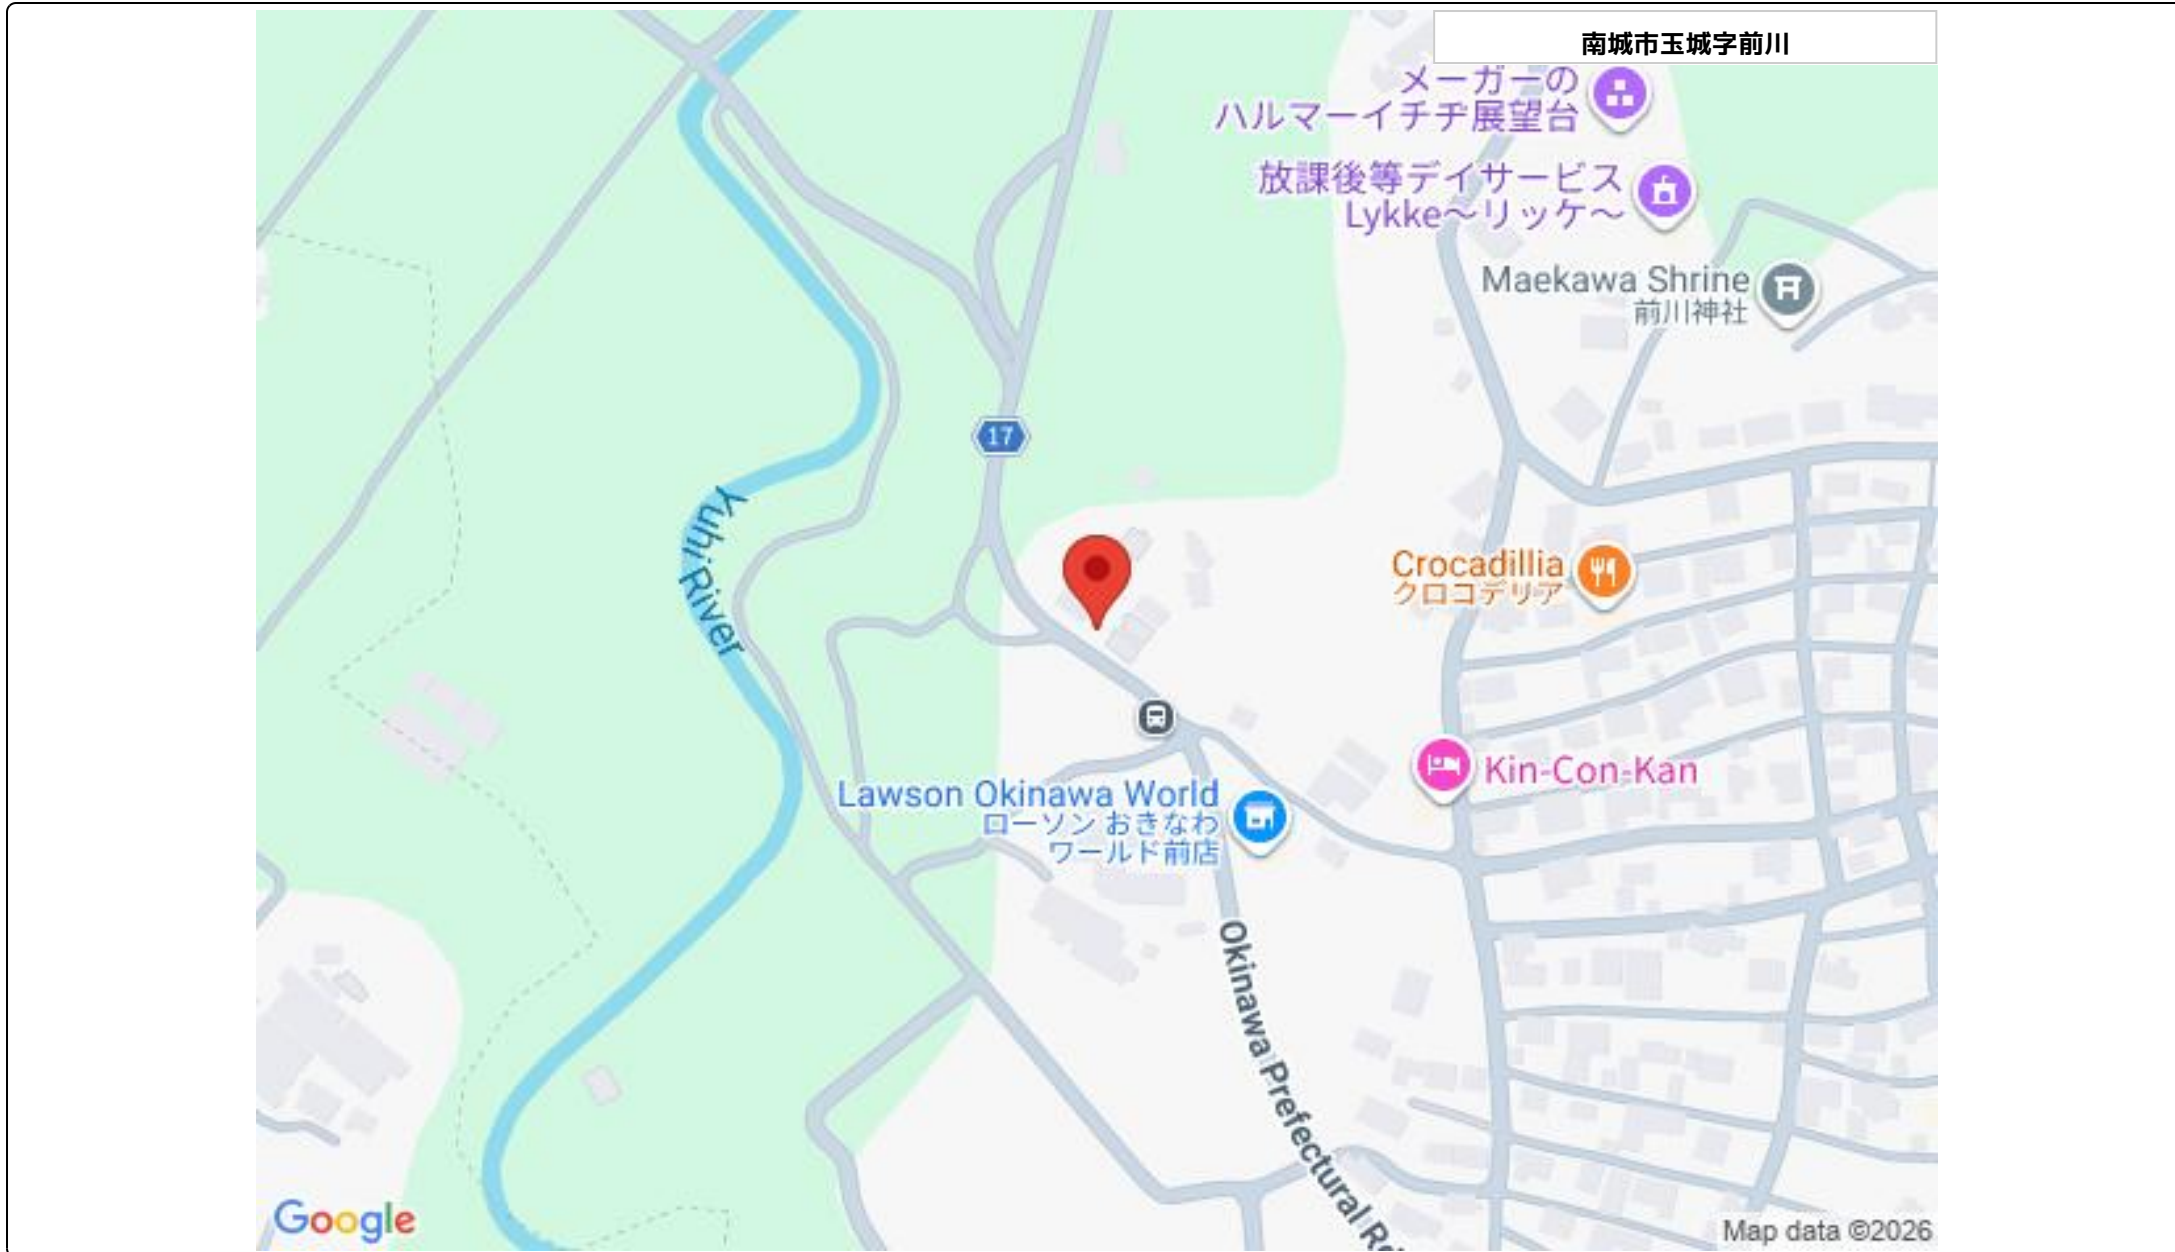 南城市玉城字前川
メーガーの
ハルマーイチヂ展望台
放課後等デイサービス
Lykke～リッケ～
Maekawa Shrine
前川神社
17
Yuhi River
Crocadillia
クロコデリア
Kin-Con-Kan
Lawson Okinawa World
ローソン おきなわ
ワールド前店
Okinawa Prefectural
Google
Map data ©2026